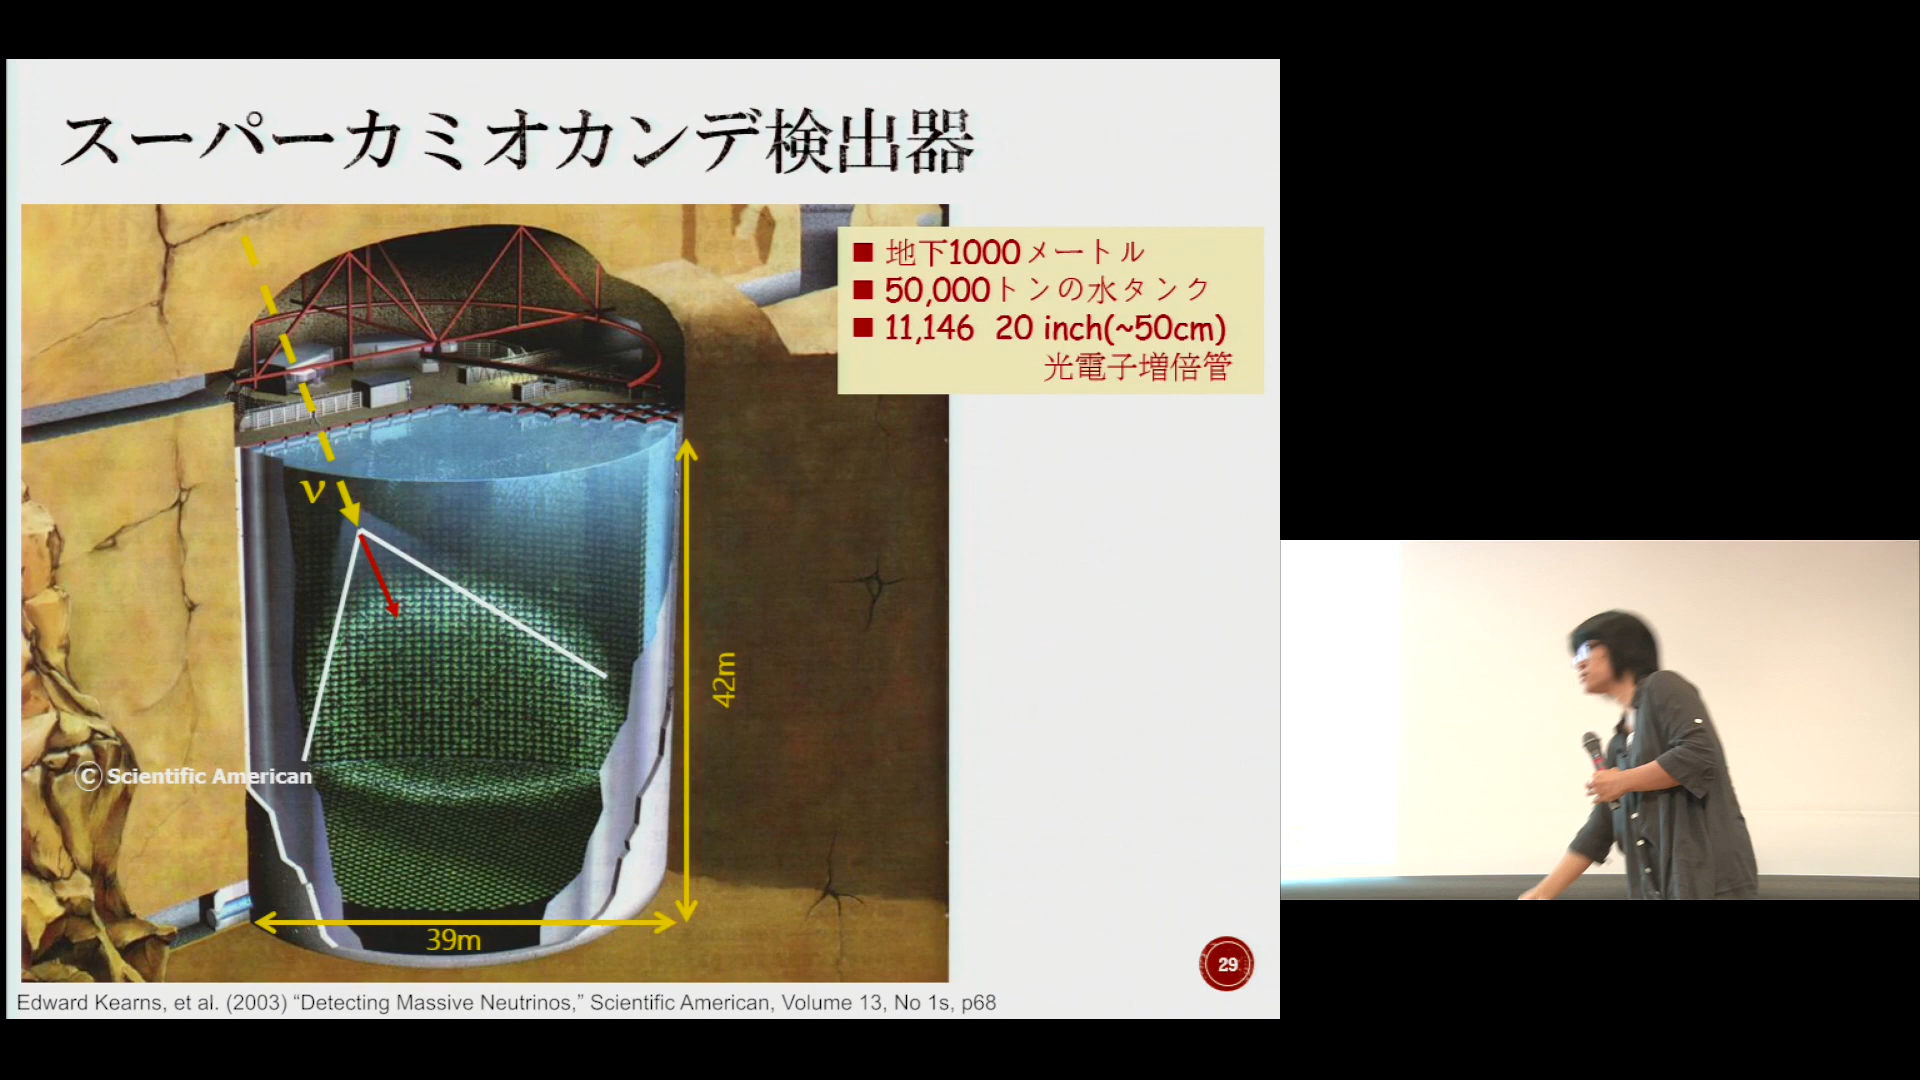 スーパーカミオカンデ検出器
■ 地下1000メートル
■ 50,000トンの水タンク
■ 11,146 20 inch(~50cm)
光電子増倍管
ν
42m
© Scientific American
39m
29
Edward Kearns, et al. (2003) “Detecting Massive Neutrinos,” Scientific American, Volume 13, No 1s, p68